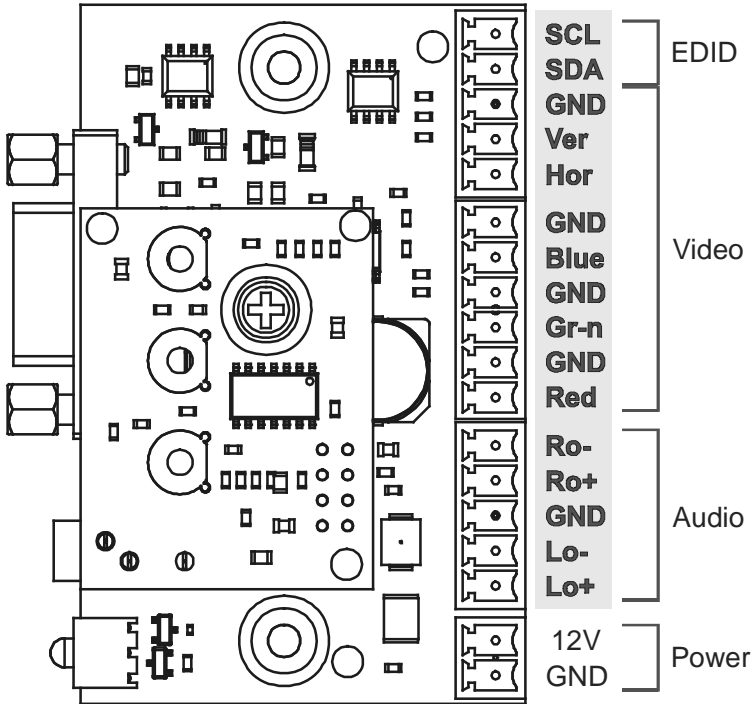 SCL
SDA
EDID
GND
Ver
Hor
GND
Blue
Video
GND
Gr-n
GND
Red
Ro-
Ro+
GND
Audio
Lo-
Lo+
12V
GND
Power